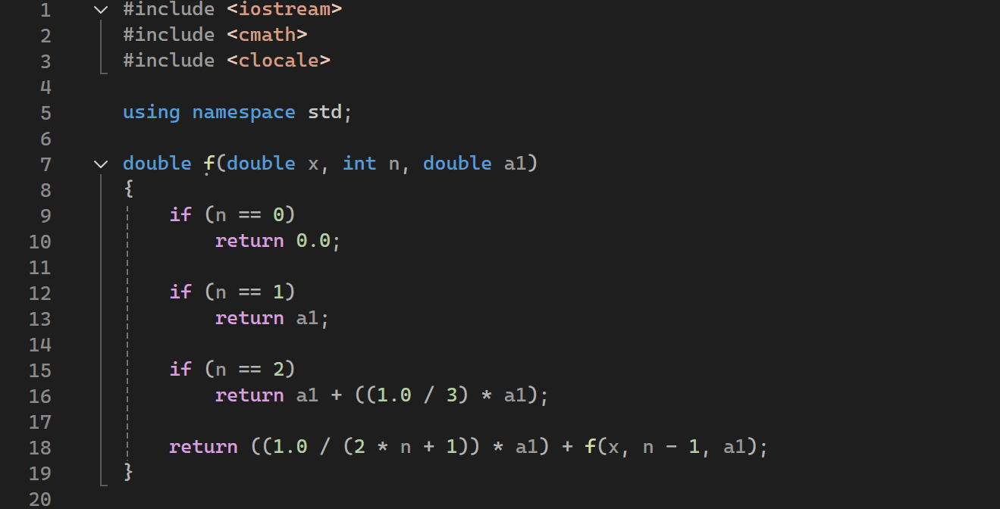 1 #include <iostream>
2 #include <cmath>
3 #include <clocale>
4
5 using namespace std;
6
7 double f(double x, int n, double a1)
8 {
9     if (n == 0)
10         return 0.0;
11
12     if (n == 1)
13         return a1;
14
15     if (n == 2)
16         return a1 + ((1.0 / 3) * a1);
17
18     return ((1.0 / (2 * n + 1)) * a1) + f(x, n - 1, a1);
19 }
20